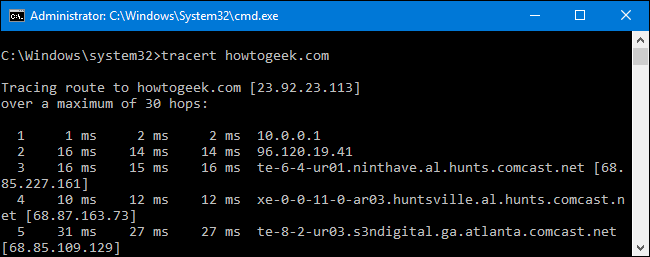 Administrator: C:\Windows\System32\cmd.exe
C:\Windows\system32>tracert howtogeek.com
Tracing route to howtogeek.com [23.92.23.113]
over a maximum of 30 hops:
  1     1 ms     2 ms     2 ms  10.0.0.1
  2    16 ms    14 ms    14 ms  96.120.19.41
  3    16 ms    15 ms    16 ms  te-6-4-ur01.ninthave.al.hunts.comcast.net [68.
85.227.161]
  4    10 ms    12 ms    12 ms  xe-0-0-11-0-ar03.huntsville.al.hunts.comcast.n
et [68.87.163.73]
  5    31 ms    27 ms    27 ms  te-8-2-ur03.s3ndigital.ga.atlanta.comcast.net
[68.85.109.129]